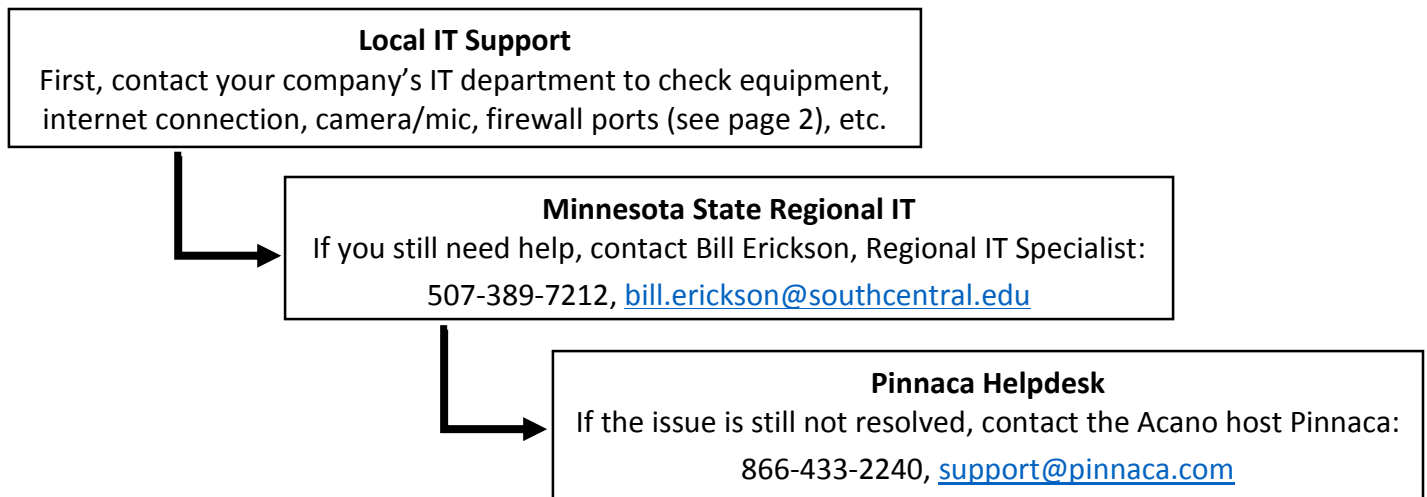 Local IT Support
First, contact your company’s IT department to check equipment,
internet connection, camera/mic, firewall ports (see page 2), etc.
Minnesota State Regional IT
If you still need help, contact Bill Erickson, Regional IT Specialist:
507-389-7212, bill.erickson@southcentral.edu
Pinnaca Helpdesk
If the issue is still not resolved, contact the Acano host Pinnaca:
866-433-2240, support@pinnaca.com